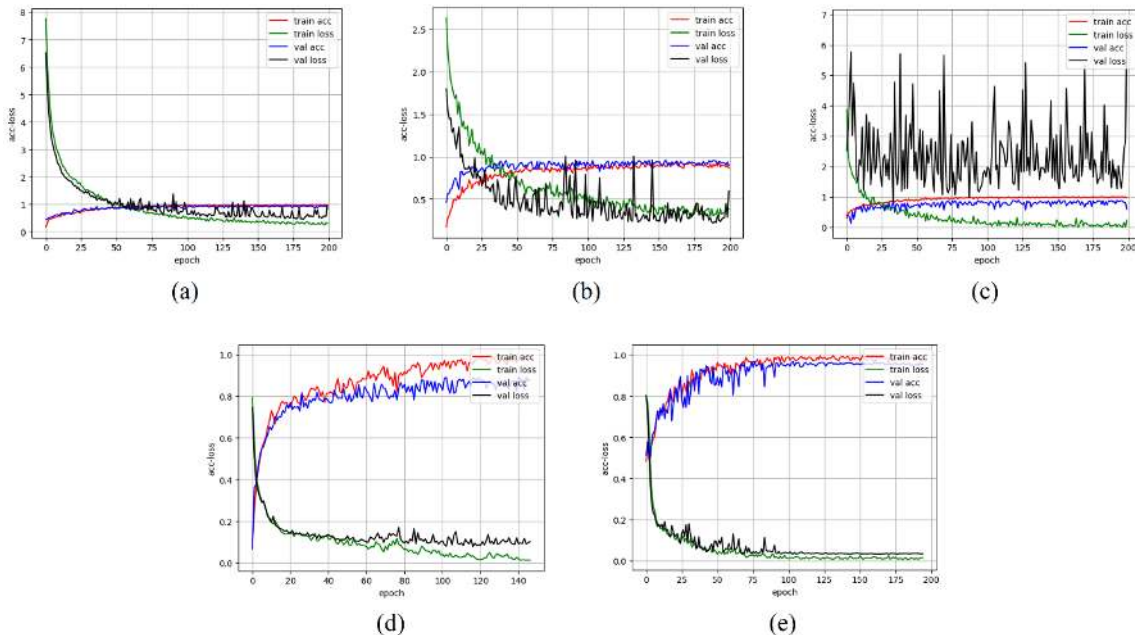 8
7
6
5
4
3
2
1
0
acc-loss
0 25 50 75 100 125 150 175 200
epoch
train acc
train loss
val acc
val loss
(a)
2.5
2.0
1.5
1.0
0.5
acc-loss
0 25 50 75 100 125 150 175 200
epoch
train acc
train loss
val acc
val loss
(b)
7
6
5
4
3
2
1
0
acc-loss
0 25 50 75 100 125 150 175 200
epoch
train acc
train loss
val acc
val loss
(c)
1.0
0.8
0.6
0.4
0.2
0.0
acc-loss
0 20 40 60 80 100 120 140
epoch
train acc
train loss
val acc
val loss
(d)
1.0
0.8
0.6
0.4
0.2
0.0
acc-loss
0 25 50 75 100 125 150 175 200
epoch
train acc
train loss
val acc
val loss
(e)